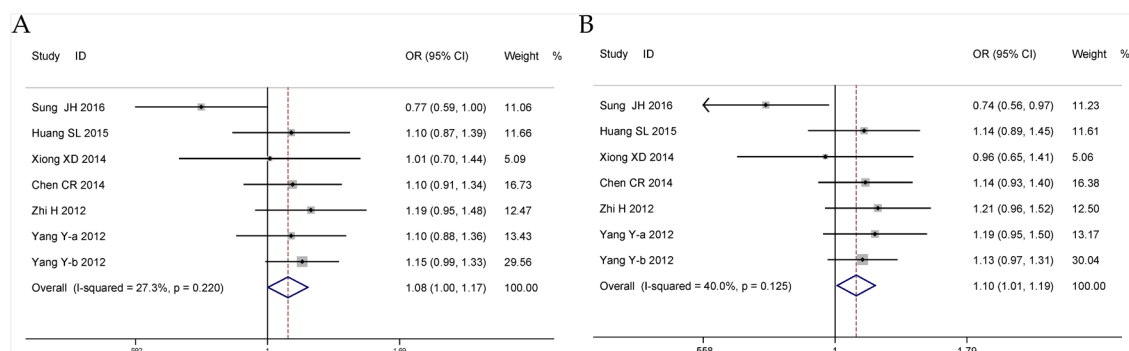 A
Study ID OR (95% CI) Weight %
Sung JH 2016 0.77 (0.59, 1.00) 11.06
Huang SL 2015 1.10 (0.87, 1.39) 11.66
Xiong XD 2014 1.01 (0.70, 1.44) 5.09
Chen CR 2014 1.10 (0.91, 1.34) 16.73
Zhi H 2012 1.19 (0.95, 1.48) 12.47
Yang Y-a 2012 1.10 (0.88, 1.36) 13.43
Yang Y-b 2012 1.15 (0.99, 1.33) 29.56
Overall (I-squared = 27.3%, p = 0.220) 1.08 (1.00, 1.17) 100.00
1
B
Study ID OR (95% CI) Weight %
Sung JH 2016 0.74 (0.56, 0.97) 11.23
Huang SL 2015 1.14 (0.89, 1.45) 11.61
Xiong XD 2014 0.96 (0.65, 1.41) 5.06
Chen CR 2014 1.14 (0.93, 1.40) 16.38
Zhi H 2012 1.21 (0.96, 1.52) 12.50
Yang Y-a 2012 1.19 (0.95, 1.50) 13.17
Yang Y-b 2012 1.13 (0.97, 1.31) 30.04
Overall (I-squared = 40.0%, p = 0.125) 1.10 (1.01, 1.19) 100.00
.558 1 1.79